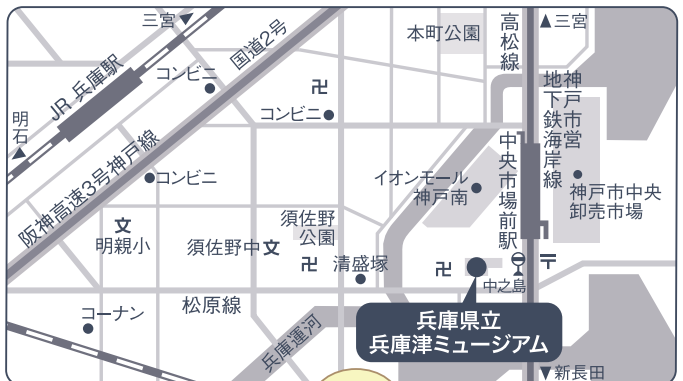 三宮
国道2号
本町公園
高松線
三宮
JR 兵庫駅
コンビニ
コンビニ
明石
地下鉄海岸線
神戸市営
阪神高速3号神戸線
コンビニ
イオンモール
神戸南
中央市場前駅
神戸市中央
卸売市場
明親小
須佐野中
須佐野
公園
清盛塚
中之島
コーナン
松原線
兵庫運河
兵庫県立
兵庫津ミュージアム
新長田